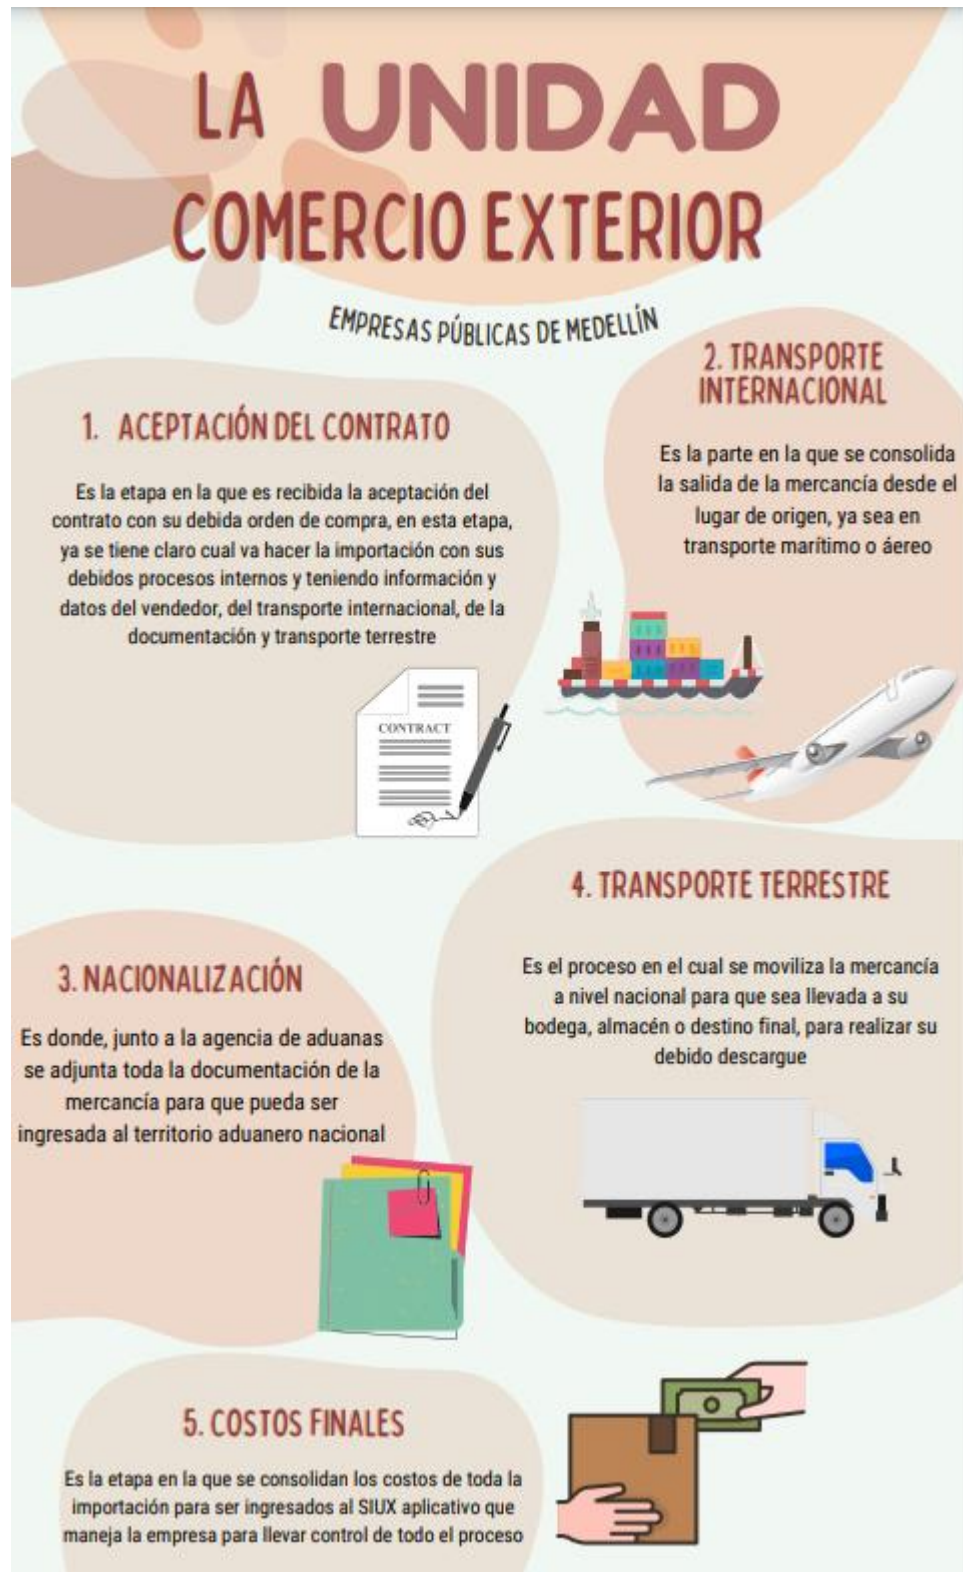 LA UNIDAD
COMERCIO EXTERIOR
EMPRESAS PÚBLICAS DE MEDELLÍN
1. ACEPTACIÓN DEL CONTRATO
Es la etapa en la que es recibida la aceptación del
contrato con su debida orden de compra, en esta etapa,
ya se tiene claro cual va hacer la importación con sus
debidos procesos internos y teniendo información y
datos del vendedor, del transporte internacional, de la
documentación y transporte terrestre
CONTRACT
2. TRANSPORTE
INTERNACIONAL
Es la parte en la que se consolida
la salida de la mercancía desde el
lugar de origen, ya sea en
transporte marítimo o áereo
3. NACIONALIZACIÓN
Es donde, junto a la agencia de aduanas
se adjunta toda la documentación de la
mercancía para que pueda ser
ingresada al territorio aduanero nacional
4. TRANSPORTE TERRESTRE
Es el proceso en el cual se moviliza la mercancía
a nivel nacional para que sea llevada a su
bodega, almacén o destino final, para realizar su
debido descargue
5. COSTOS FINALES
Es la etapa en la que se consolidan los costos de toda la
importación para ser ingresados al SIUX aplicativo que
maneja la empresa para llevar control de todo el proceso